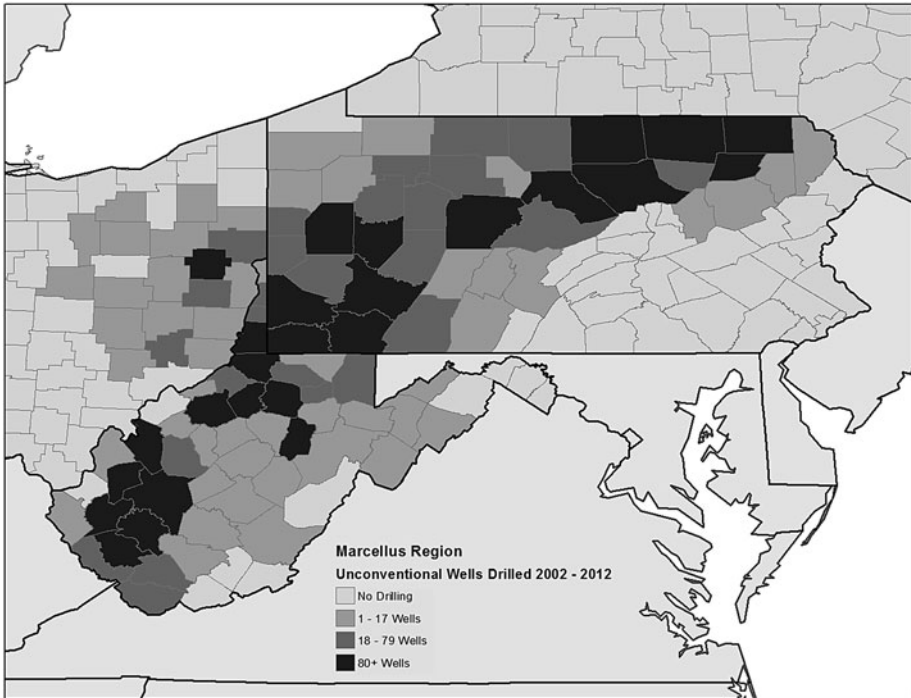 Marcellus Region
Unconventional Wells Drilled 2002 - 2012
No Drilling
1 - 17 Wells
18 - 79 Wells
80+ Wells